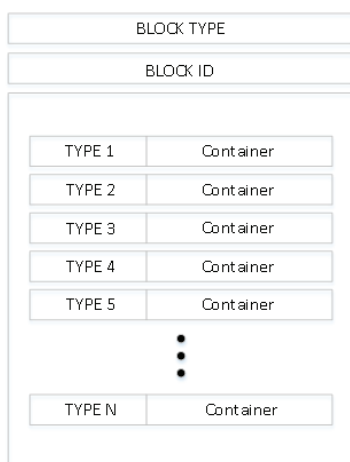 BLOCK TYPE
BLOCK ID
TYPE 1 Container
TYPE 2 Container
TYPE 3 Container
TYPE 4 Container
TYPE 5 Container
TYPE N Container